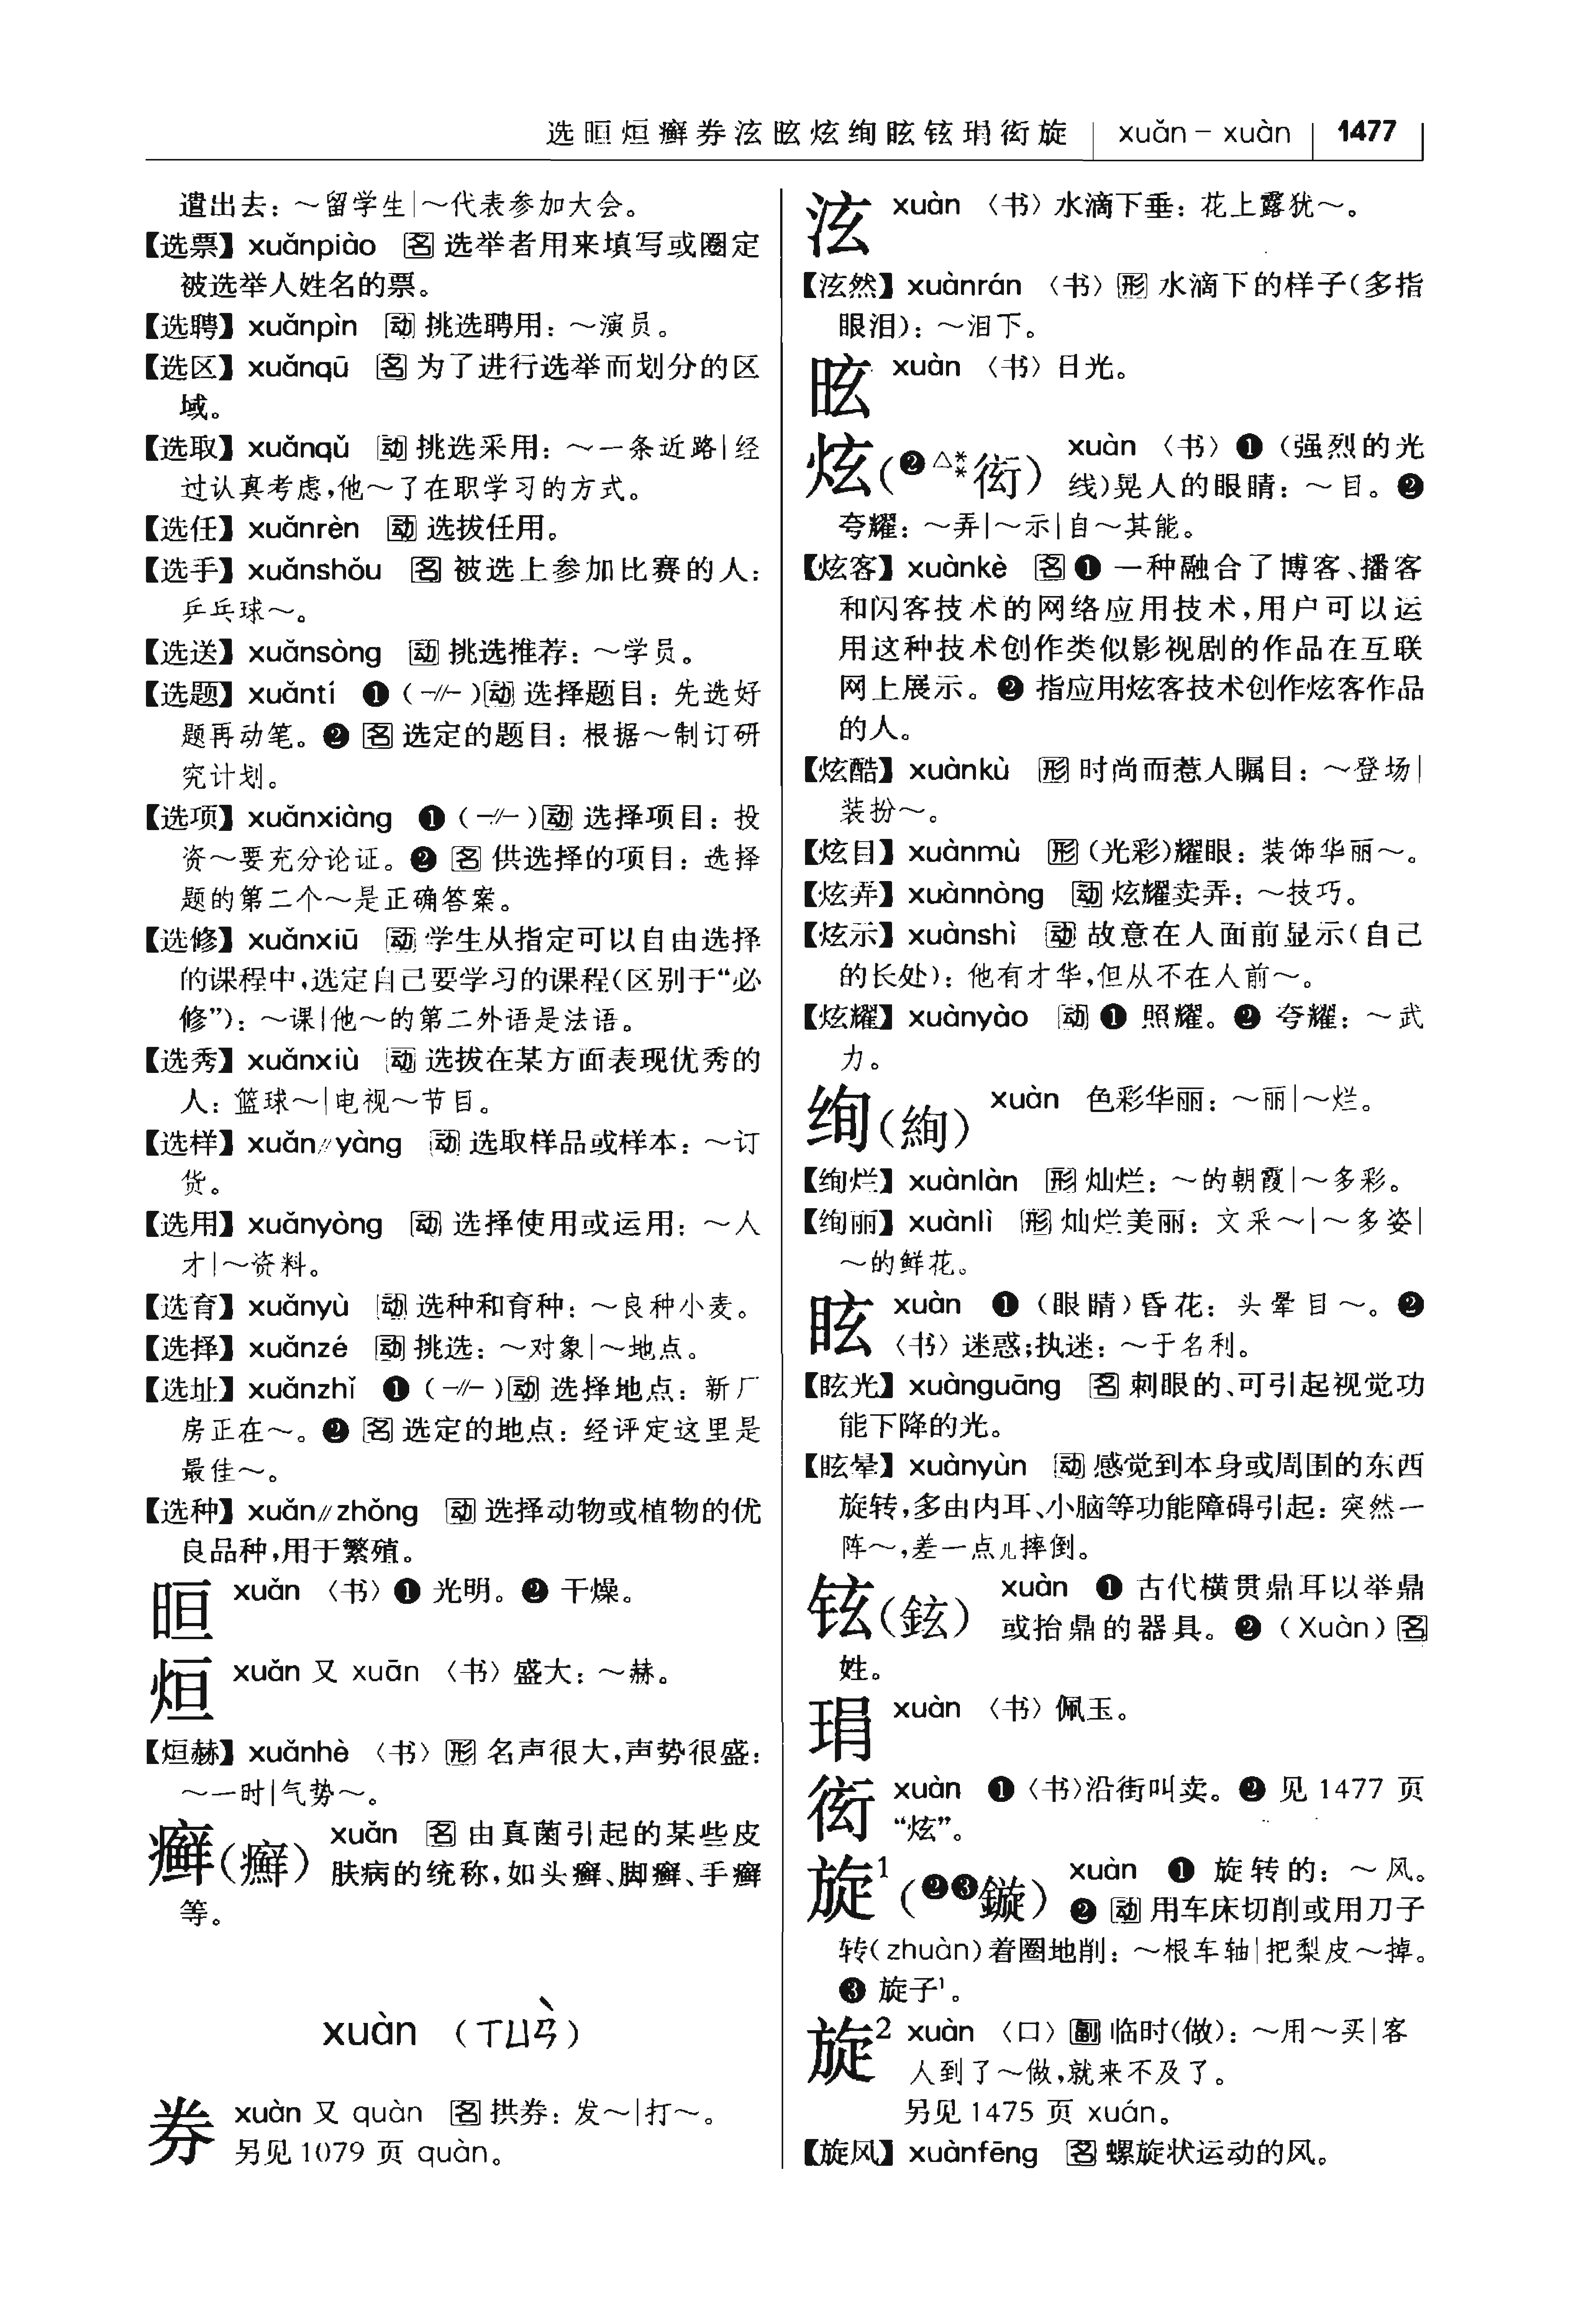 选 晅 烜 癣 券 泫 昡 炫 绚 眩 铉 琄 衒 旋 xuǎn – xuàn 1477
遣出去：～留学生|～代表参加大会。
【选票】xuǎnpiào 名 选举者用来填写或圈定
被选举人姓名的票。
【选聘】xuǎnpìn 动 挑选聘用：～演员。
【选区】xuǎnqū 名 为了进行选举而划分的区
域。
【选取】xuǎnqǔ 动 挑选采用：～一条近路|经
过认真考虑,他～了在职学习的方式。
【选任】xuǎnrèn 动 选拔任用。
【选手】xuǎnshǒu 名 被选上参加比赛的人：
乒乓球～。
【选送】xuǎnsòng 动 挑选推荐：～学员。
【选题】xuǎntí ❶（-//-）动 选择题目：先选好
题再动笔。❷ 名 选定的题目：根据～制订研
究计划。
【选项】xuǎnxiàng ❶（-//-）动 选择项目：投
资～要充分论证。❷ 名 供选择的项目：选择
题的第二个～是正确答案。
【选修】xuǎnxiū 动 学生从指定可以自由选择
的课程中,选定自己要学习的课程(区别于“必
修”)：～课|他～的第二外语是法语。
【选秀】xuǎnxiù 动 选拔在某方面表现优秀的
人：篮球～|电视～节目。
【选样】xuǎn//yàng 动 选取样品或样本：～订
货。
【选用】xuǎnyòng 动 选择使用或运用：～人
才|～资料。
【选育】xuǎnyù 动 选种和育种：～良种小麦。
【选择】xuǎnzé 动 挑选：～对象|～地点。
【选址】xuǎnzhǐ ❶（-//-）动 选择地点：新厂
房正在～。❷ 名 选定的地点：经评定这里是
最佳～。
【选种】xuǎn//zhǒng 动 选择动物或植物的优
良品种,用于繁殖。
晅 xuǎn 〈书〉❶ 光明。❷ 干燥。
烜 xuǎn 又 xuān 〈书〉盛大：～赫。
【烜赫】xuǎnhè 〈书〉形 名声很大,声势很盛：
～一时|气势～。
癣(癬) xuǎn 名 由真菌引起的某些皮
肤病的统称,如头癣、脚癣、手癣
等。
xuàn （ㄒㄩㄢˋ）
券 xuàn 又 quàn 名 拱券：发～|打～。
另见 1079 页 quàn。
泫 xuàn 〈书〉水滴下垂：花上露犹～。
【泫然】xuànrán 〈书〉形 水滴下的样子(多指
眼泪)：～泪下。
昡 xuàn 〈书〉日光。
炫(❷△**衒) xuàn 〈书〉❶（强烈的光
线)晃人的眼睛：～目。❷
夸耀：～弄|～示|自～其能。
【炫客】xuànkè 名 ❶ 一种融合了博客、播客
和闪客技术的网络应用技术,用户可以运
用这种技术创作类似影视剧的作品在互联
网上展示。❷ 指应用炫客技术创作炫客作品
的人。
【炫酷】xuànkù 形 时尚而惹人瞩目：～登场|
装扮～。
【炫目】xuànmù 形 (光彩)耀眼：装饰华丽～。
【炫弄】xuànnòng 动 炫耀卖弄：～技巧。
【炫示】xuànshì 动 故意在人面前显示(自己
的长处)：他有才华,但从不在人前～。
【炫耀】xuànyào 动 ❶ 照耀。❷ 夸耀：～武
力。
绚(絢) xuàn 色彩华丽：～丽|～烂。
【绚烂】xuànlàn 形 灿烂：～的朝霞|～多彩。
【绚丽】xuànlì 形 灿烂美丽：文采～|～多姿|
～的鲜花。
眩 xuàn ❶（眼睛)昏花：头晕目～。❷
〈书〉迷惑;执迷：～于名利。
【眩光】xuànguāng 名 刺眼的、可引起视觉功
能下降的光。
【眩晕】xuànyùn 动 感觉到本身或周围的东西
旋转,多由内耳、小脑等功能障碍引起：突然一
阵～,差一点儿摔倒。
铉(鉉) xuàn ❶ 古代横贯鼎耳以举鼎
或抬鼎的器具。❷（Xuàn）名
姓。
琄 xuàn 〈书〉佩玉。
衒 xuàn ❶〈书〉沿街叫卖。❷ 见 1477 页
“炫”。
旋¹(❷❸鏇) xuàn ❶ 旋转的：～风。
❷ 动 用车床切削或用刀子
转(zhuàn)着圈地削：～根车轴|把梨皮～掉。
❸ 旋子¹。
旋² xuàn 〈口〉副 临时(做)：～用～买|客
人到了～做,就来不及了。
另见 1475 页 xuán。
【旋风】xuànfēng 名 螺旋状运动的风。